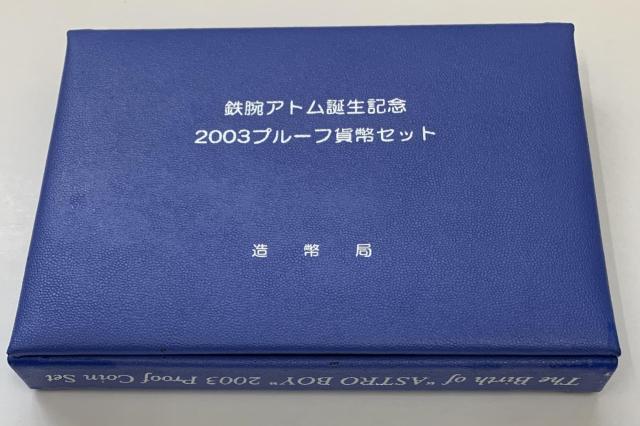 鉄腕アトム誕生記念
2003プルーフ貨幣セット
造幣局
The Birth of "ASTRO BOY" 2003 Proof Coin Set